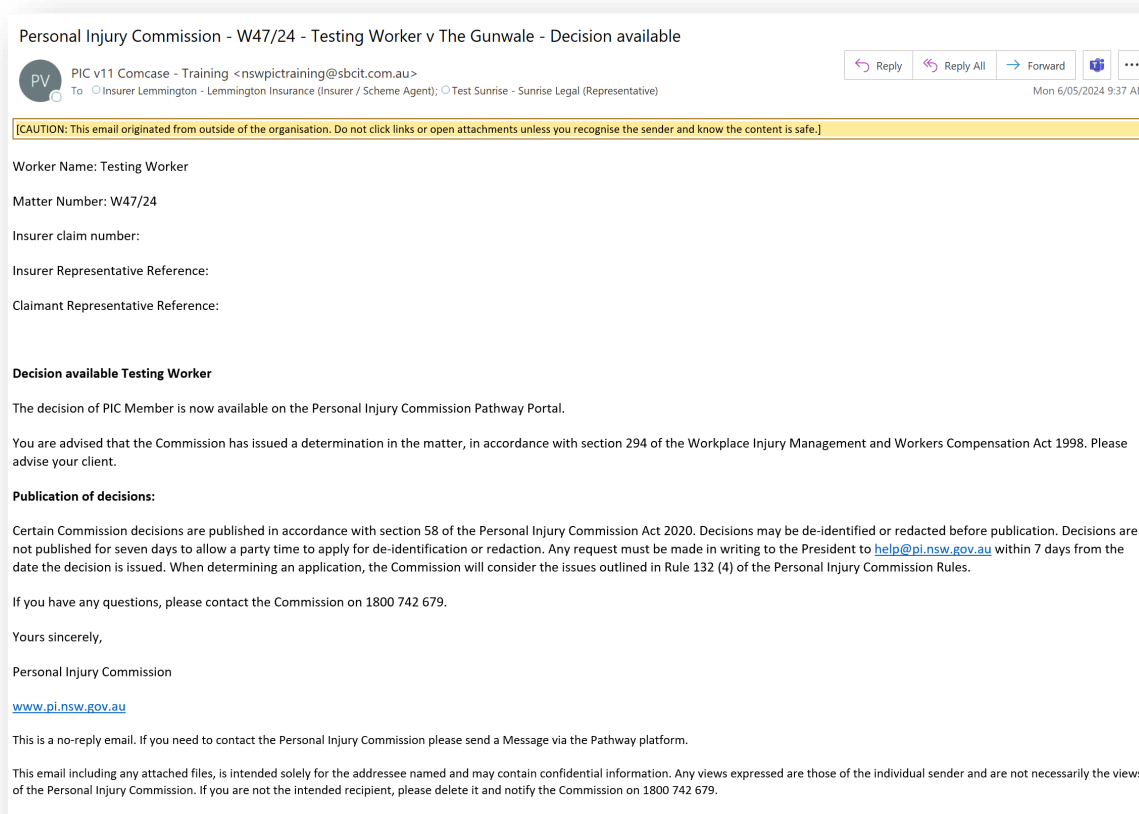 Personal Injury Commission - W47/24 - Testing Worker v The Gunwale - Decision available
PV
PIC v11 Comcase - Training <nswpictraining@sbcit.com.au>
To Insurer Lemmington - Lemmington Insurance (Insurer / Scheme Agent); Test Sunrise - Sunrise Legal (Representative)
Reply
Reply All
Forward
Mon 6/05/2024 9:37 AM
[CAUTION: This email originated from outside of the organisation. Do not click links or open attachments unless you recognise the sender and know the content is safe.]
Worker Name: Testing Worker
Matter Number: W47/24
Insurer claim number:
Insurer Representative Reference:
Claimant Representative Reference:
Decision available Testing Worker
The decision of PIC Member is now available on the Personal Injury Commission Pathway Portal.
You are advised that the Commission has issued a determination in the matter, in accordance with section 294 of the Workplace Injury Management and Workers Compensation Act 1998. Please
advise your client.
Publication of decisions:
Certain Commission decisions are published in accordance with section 58 of the Personal Injury Commission Act 2020. Decisions may be de-identified or redacted before publication. Decisions are
not published for seven days to allow a party time to apply for de-identification or redaction. Any request must be made in writing to the President to help@pi.nsw.gov.au within 7 days from the
date the decision is issued. When determining an application, the Commission will consider the issues outlined in Rule 132 (4) of the Personal Injury Commission Rules.
If you have any questions, please contact the Commission on 1800 742 679.
Yours sincerely,
Personal Injury Commission
www.pi.nsw.gov.au
This is a no-reply email. If you need to contact the Personal Injury Commission please send a Message via the Pathway platform.
This email including any attached files, is intended solely for the addressee named and may contain confidential information. Any views expressed are those of the individual sender and are not necessarily the views
of the Personal Injury Commission. If you are not the intended recipient, please delete it and notify the Commission on 1800 742 679.